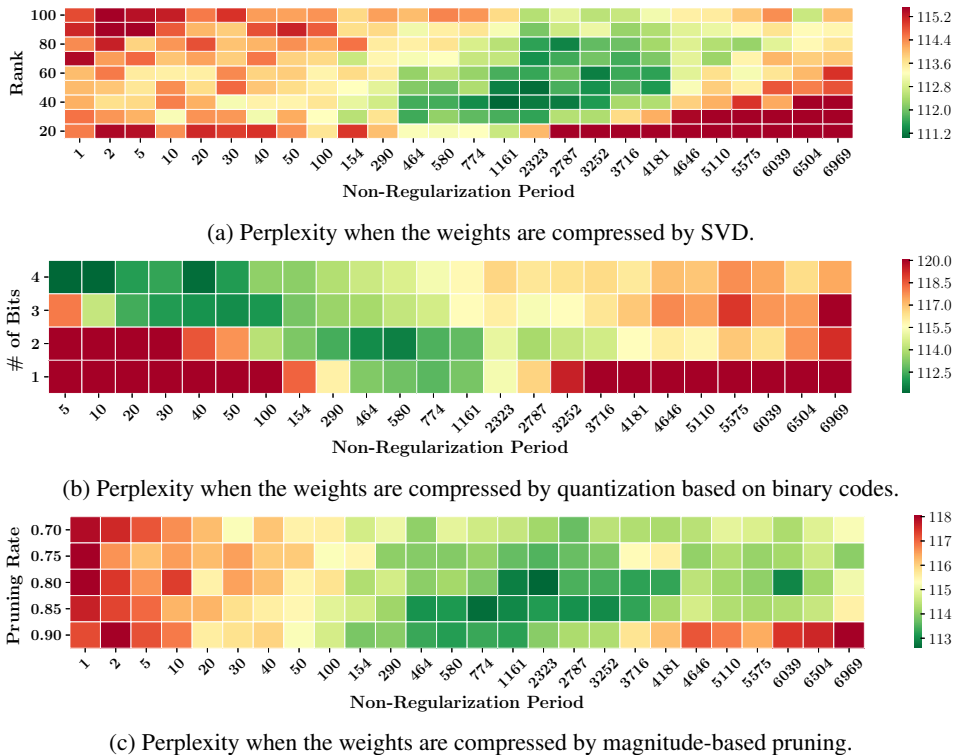 100
80
60
40
20
Rank
1 2 5 10 20 30 40 50 100 154 290 464 580 774 1161 2323 2787 3252 3716 4181 4646 5110 5575 6039 6504 6969
Non-Regularization Period
115.2
114.4
113.6
112.8
112.0
111.2
(a) Perplexity when the weights are compressed by SVD.
4
3
2
1
# of Bits
5 10 20 30 40 50 100 154 290 464 580 774 1161 2323 2787 3252 3716 4181 4646 5110 5575 6039 6504 6969
Non-Regularization Period
120.0
118.5
117.0
115.5
114.0
112.5
(b) Perplexity when the weights are compressed by quantization based on binary codes.
0.70
0.75
0.80
0.85
0.90
Pruning Rate
1 2 5 10 20 30 40 50 100 154 290 464 580 774 1161 2323 2787 3252 3716 4181 4646 5110 5575 6039 6504 6969
Non-Regularization Period
118
117
116
115
114
113
(c) Perplexity when the weights are compressed by magnitude-based pruning.